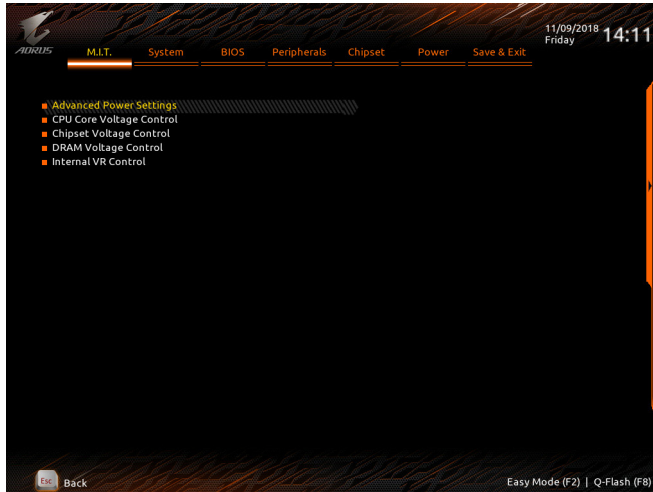 11/09/2018 14:11
Friday
AORUS
M.I.T. System BIOS Peripherals Chipset Power Save & Exit
Advanced Power Settings
CPU Core Voltage Control
Chipset Voltage Control
DRAM Voltage Control
Internal VR Control
Esc Back
Easy Mode (F2) | Q-Flash (F8)